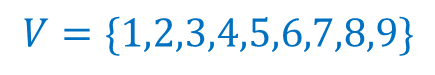 V = {1,2,3,4,5,6,7,8,9}